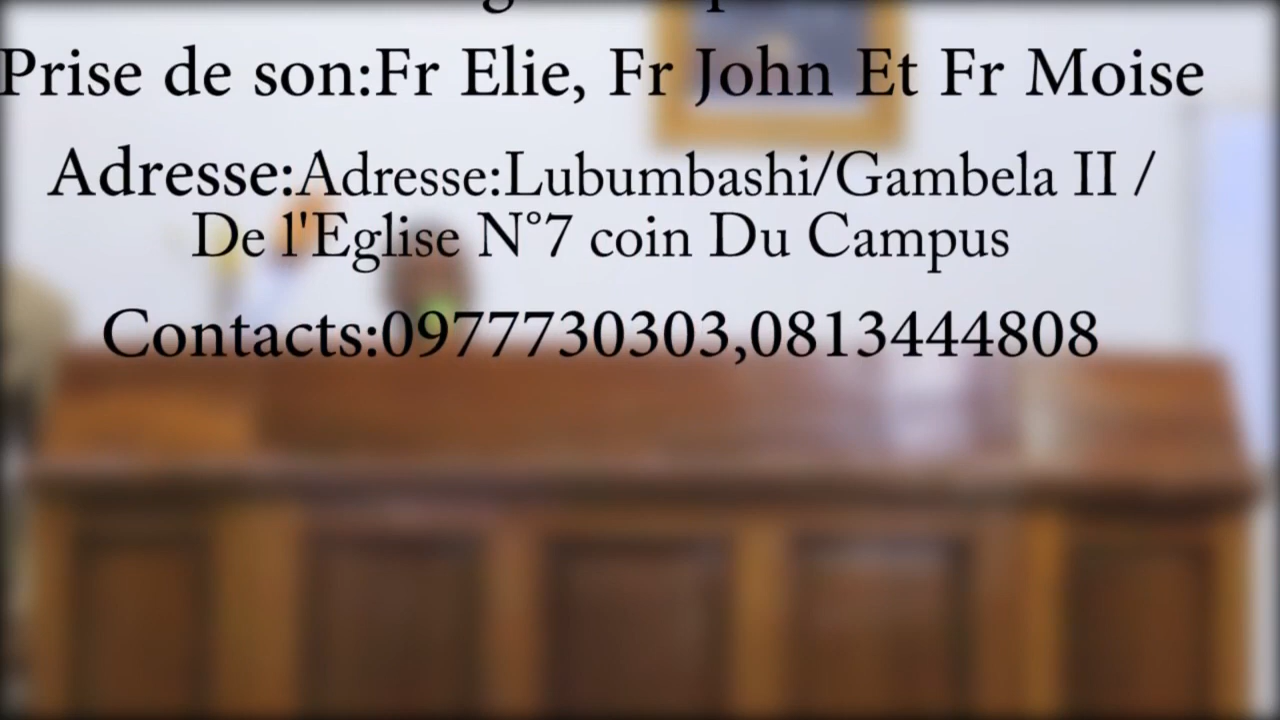 Prise de son:Fr Elie, Fr John Et Fr Moise
Adresse:Adresse:Lubumbashi/Gambela II /
De l'Eglise N°7 coin Du Campus
Contacts:0977730303,0813444808